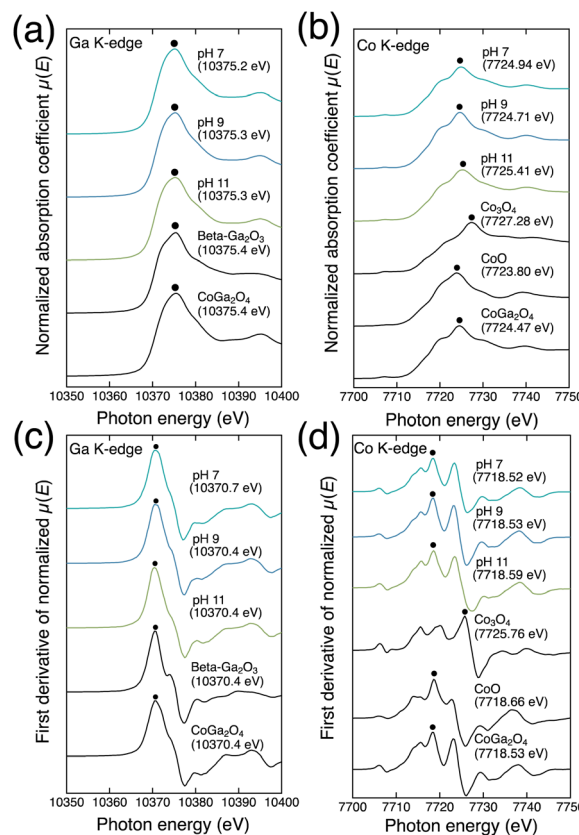 (a)
Ga K-edge
Normalized absorption coefficient μ(E)
pH 7
(10375.2 eV)
pH 9
(10375.3 eV)
pH 11
(10375.3 eV)
Beta-Ga₂O₃
(10375.4 eV)
CoGa₂O₄
(10375.4 eV)
10350 10360 10370 10380 10390 10400
Photon energy (eV)
(b)
Co K-edge
Normalized absorption coefficient μ(E)
pH 7
(7724.94 eV)
pH 9
(7724.71 eV)
pH 11
(7725.41 eV)
Co₃O₄
(7727.28 eV)
CoO
(7723.80 eV)
CoGa₂O₄
(7724.47 eV)
7700 7710 7720 7730 7740 7750
Photon energy (eV)
(c)
Ga K-edge
First derivative of normalized μ(E)
pH 7
(10370.7 eV)
pH 9
(10370.4 eV)
pH 11
(10370.4 eV)
Beta-Ga₂O₃
(10370.4 eV)
CoGa₂O₄
(10370.4 eV)
10350 10360 10370 10380 10390 10400
Photon energy (eV)
(d)
Co K-edge
First derivative of normalized μ(E)
pH 7
(7718.52 eV)
pH 9
(7718.53 eV)
pH 11
(7718.59 eV)
Co₃O₄
(7725.76 eV)
CoO
(7718.66 eV)
CoGa₂O₄
(7718.53 eV)
7700 7710 7720 7730 7740 7750
Photon energy (eV)